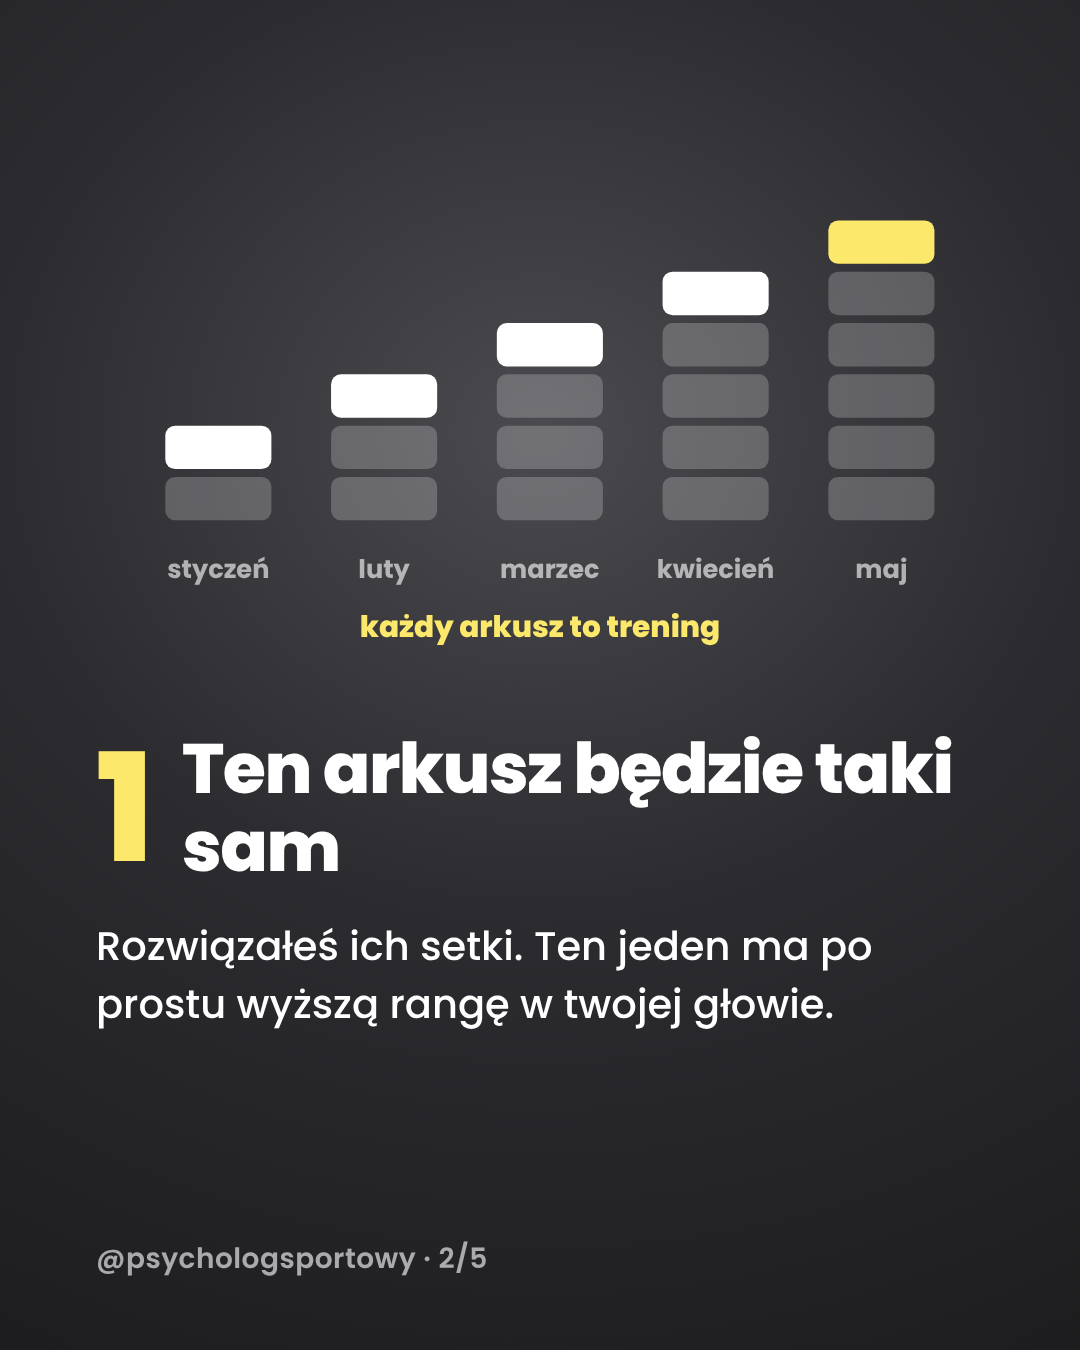 styczeń luty marzec kwiecień maj
każdy arkusz to trening
1 Ten arkusz będzie taki
sam
Rozwiązałeś ich setki. Ten jeden ma po
prostu wyższą rangę w twojej głowie.
@psychologsportowy · 2/5